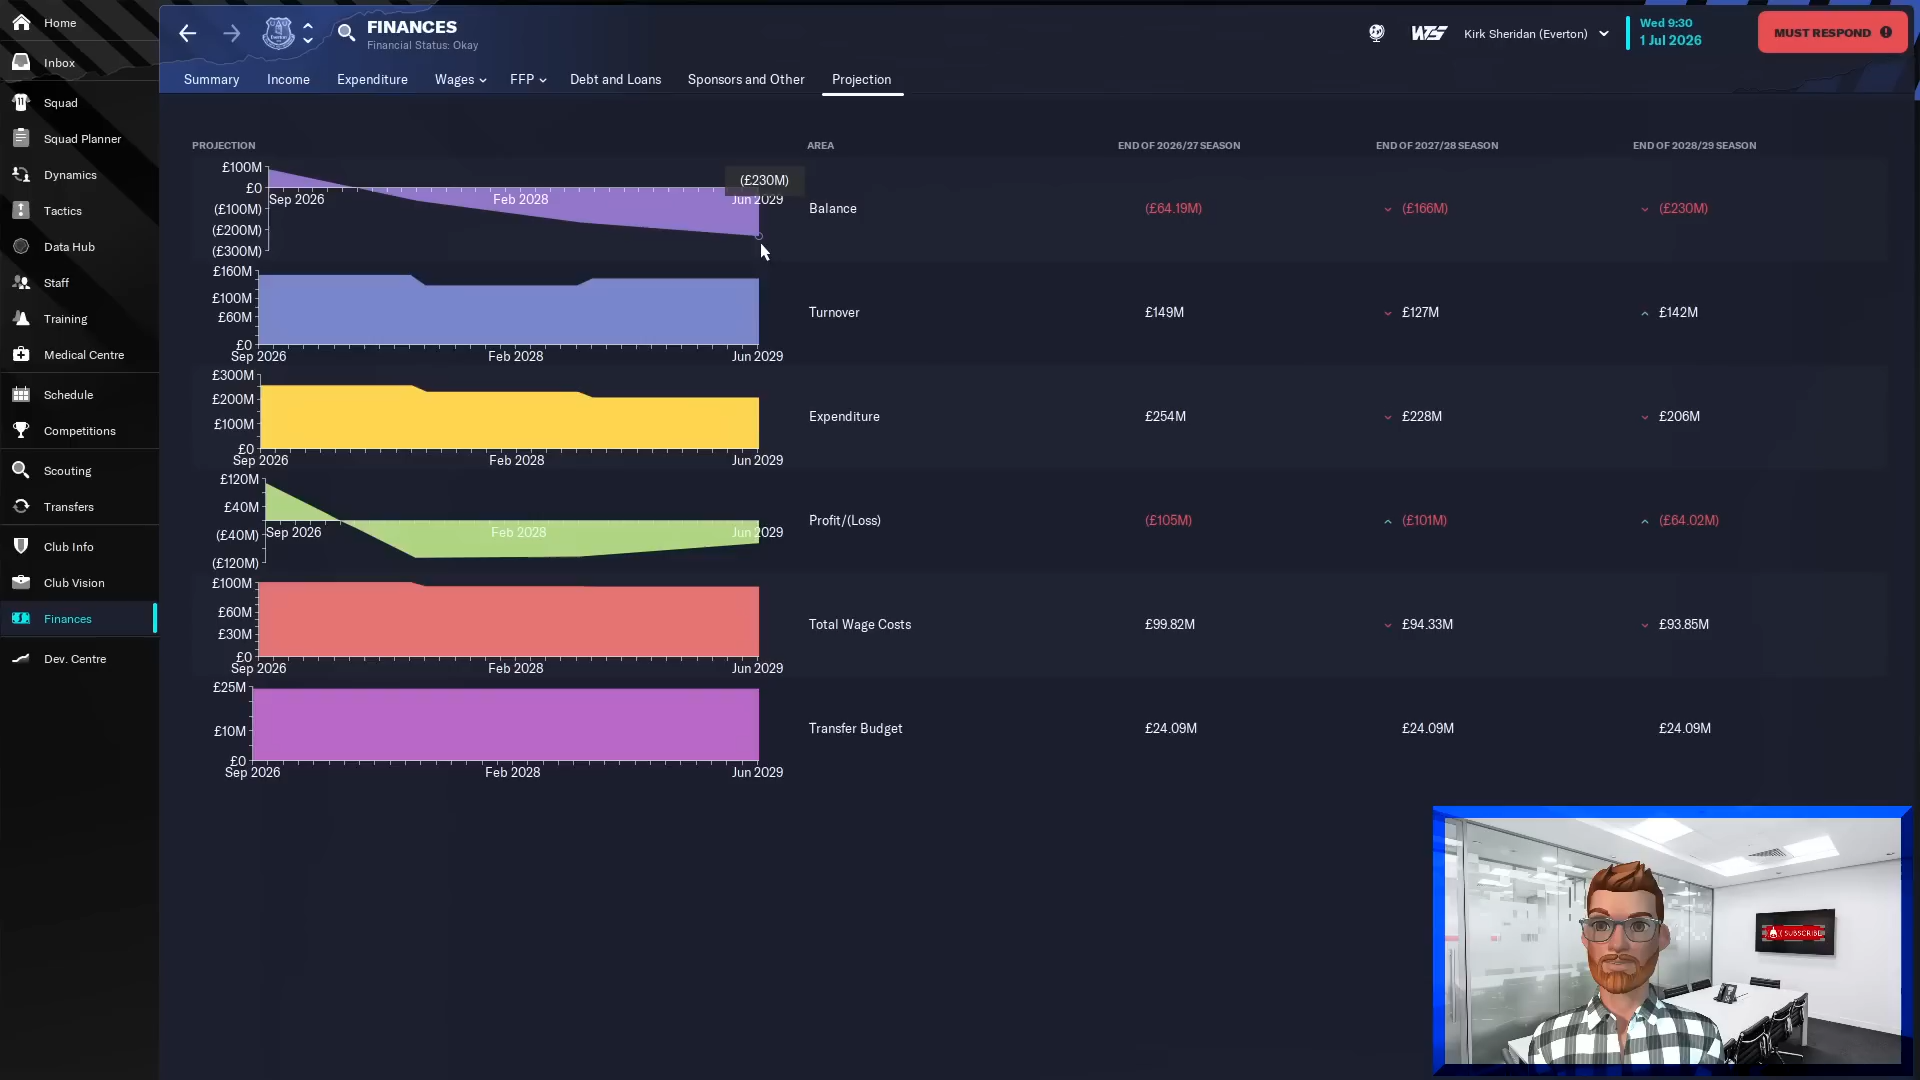 Home
Inbox
Squad
Squad Planner
Dynamics
Tactics
Data Hub
Staff
Training
Medical Centre
Schedule
Competitions
Scouting
Transfers
Club Info
Club Vision
Finances
Dev. Centre
FINANCES
Financial Status: Okay
Kirk Sheridan (Everton)
Wed 9:30
1 Jul 2026
MUST RESPOND
Summary Income Expenditure Wages FFP Debt and Loans Sponsors and Other Projection
PROJECTION AREA END OF 2026/27 SEASON END OF 2027/28 SEASON END OF 2028/29 SEASON
£100M
£0
(£100M)
(£200M)
(£300M)
Sep 2026 Feb 2028 Jun 2029
(£230M)
Balance (£64.19M) (£166M) (£230M)
£160M
£100M
£60M
£0
Sep 2026 Feb 2028 Jun 2029
Turnover £149M £127M £142M
£300M
£200M
£100M
£0
Sep 2026 Feb 2028 Jun 2029
Expenditure £254M £228M £206M
£120M
£40M
(£40M)
(£120M)
Sep 2026 Feb 2028 Jun 2029
Profit/(Loss) (£105M) (£101M) (£64.02M)
£100M
£60M
£30M
£0
Sep 2026 Feb 2028 Jun 2029
Total Wage Costs £99.82M £94.33M £93.85M
£25M
£10M
£0
Sep 2026 Feb 2028 Jun 2029
Transfer Budget £24.09M £24.09M £24.09M
SUBSCRIBE